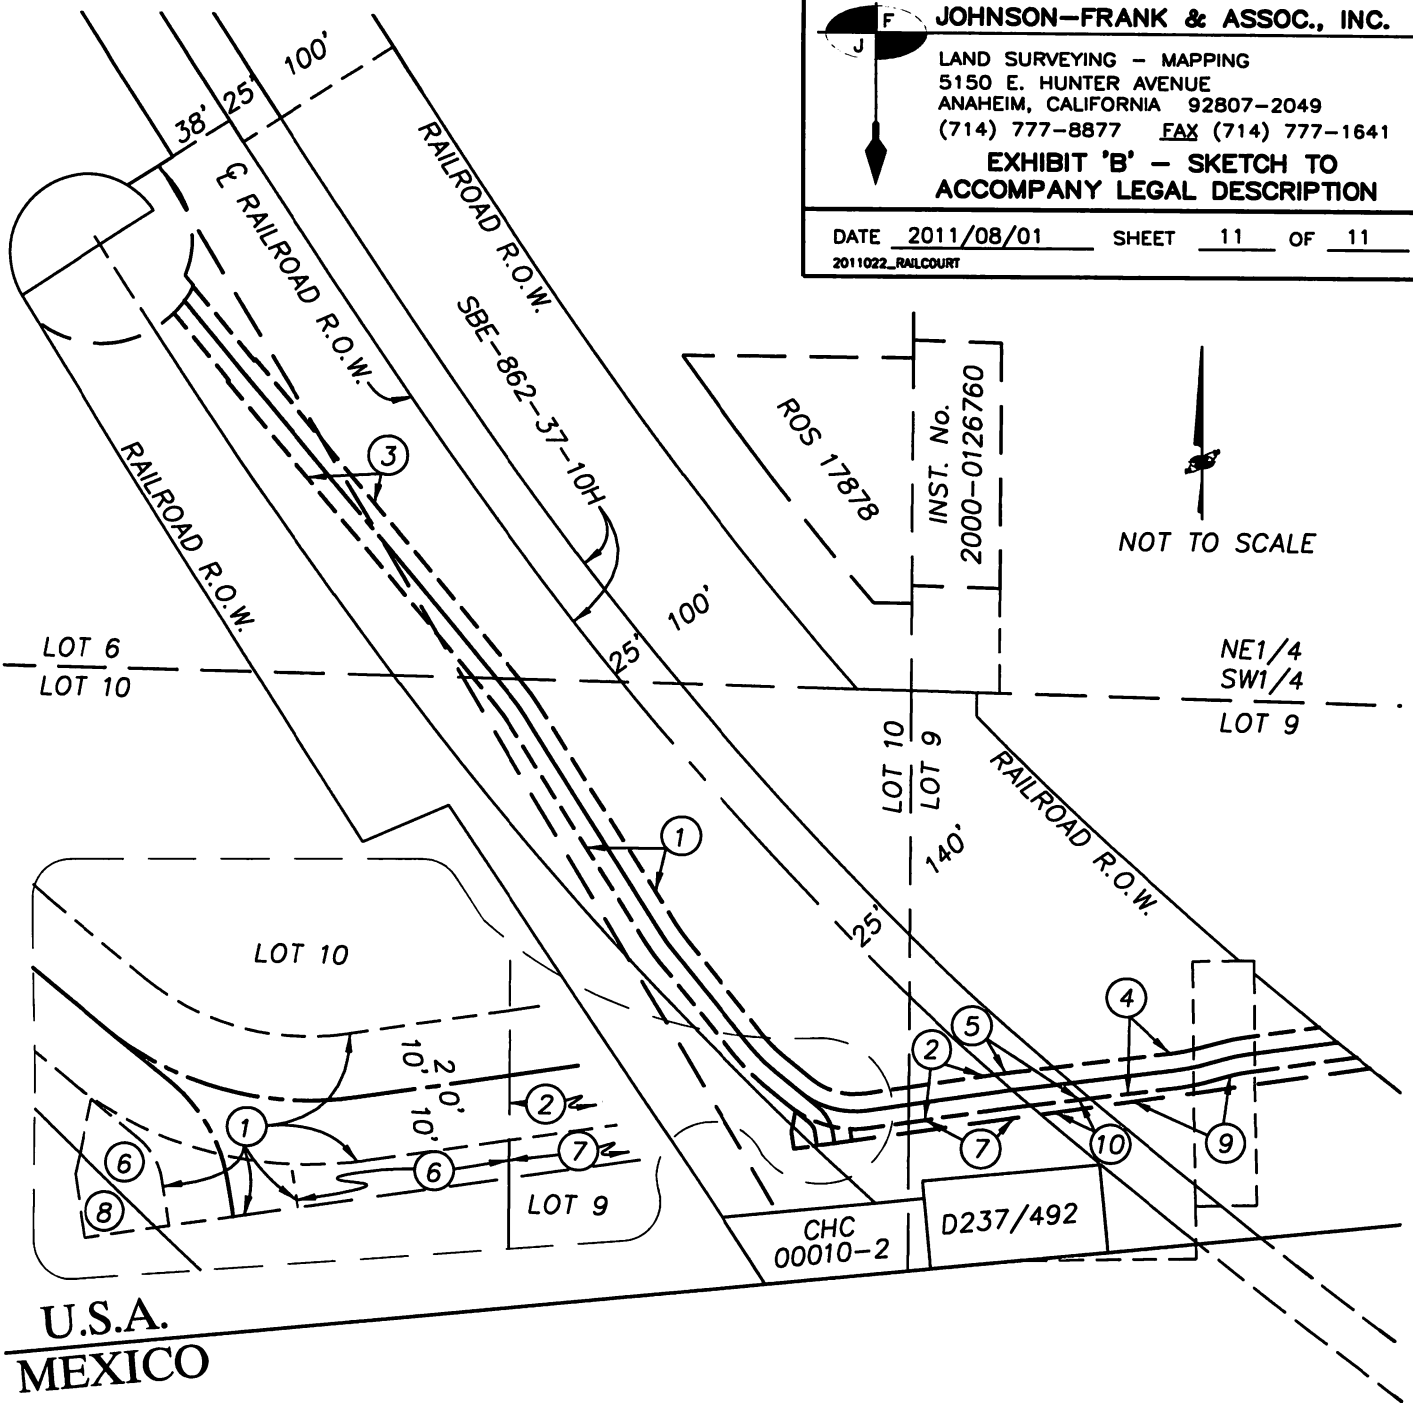 F
J
JOHNSON-FRANK & ASSOC., INC.
LAND SURVEYING - MAPPING
5150 E. HUNTER AVENUE
ANAHEIM, CALIFORNIA 92807-2049
(714) 777-8877 FAX (714) 777-1641
EXHIBIT 'B' - SKETCH TO
ACCOMPANY LEGAL DESCRIPTION
DATE 2011/08/01 SHEET 11 OF 11
2011022_RAILCOURT
38'
25'
100'
℄ RAILROAD R.O.W.
RAILROAD R.O.W.
SBE-862-37-10H
RAILROAD R.O.W.
3
ROS 17878
INST. No.
2000-0126760
NOT TO SCALE
25'
100'
LOT 6
LOT 10
NE1/4
SW1/4
LOT 9
LOT 10
LOT 9
140'
RAILROAD R.O.W.
1
25'
2
5
4
7
10
9
LOT 10
10'
20'
10'
1
2
6
6
7
8
LOT 9
CHC
00010-2
D237/492
U.S.A.
MEXICO